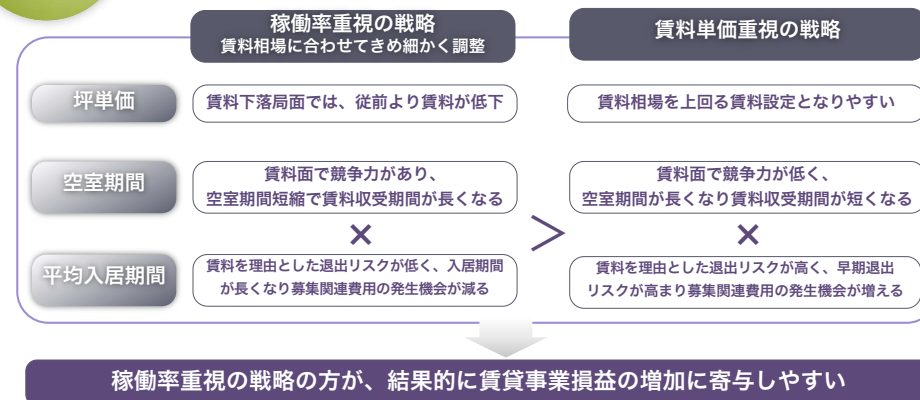 稼働率重視の戦略
賃料相場に合わせてきめ細かく調整
賃料単価重視の戦略
坪単価
賃料下落局面では、従前より賃料が低下
賃料相場を上回る賃料設定となりやすい
空室期間
賃料面で競争力があり、
空室期間短縮で賃料収受期間が長くなる
賃料面で競争力が低く、
空室期間が長くなり賃料収受期間が短くなる
×
＞
×
平均入居期間
賃料を理由とした退出リスクが低く、入居期間
が長くなり募集関連費用の発生機会が減る
賃料を理由とした退出リスクが高く、早期退出
リスクが高まり募集関連費用の発生機会が増える
稼働率重視の戦略の方が、結果的に賃貸事業損益の増加に寄与しやすい